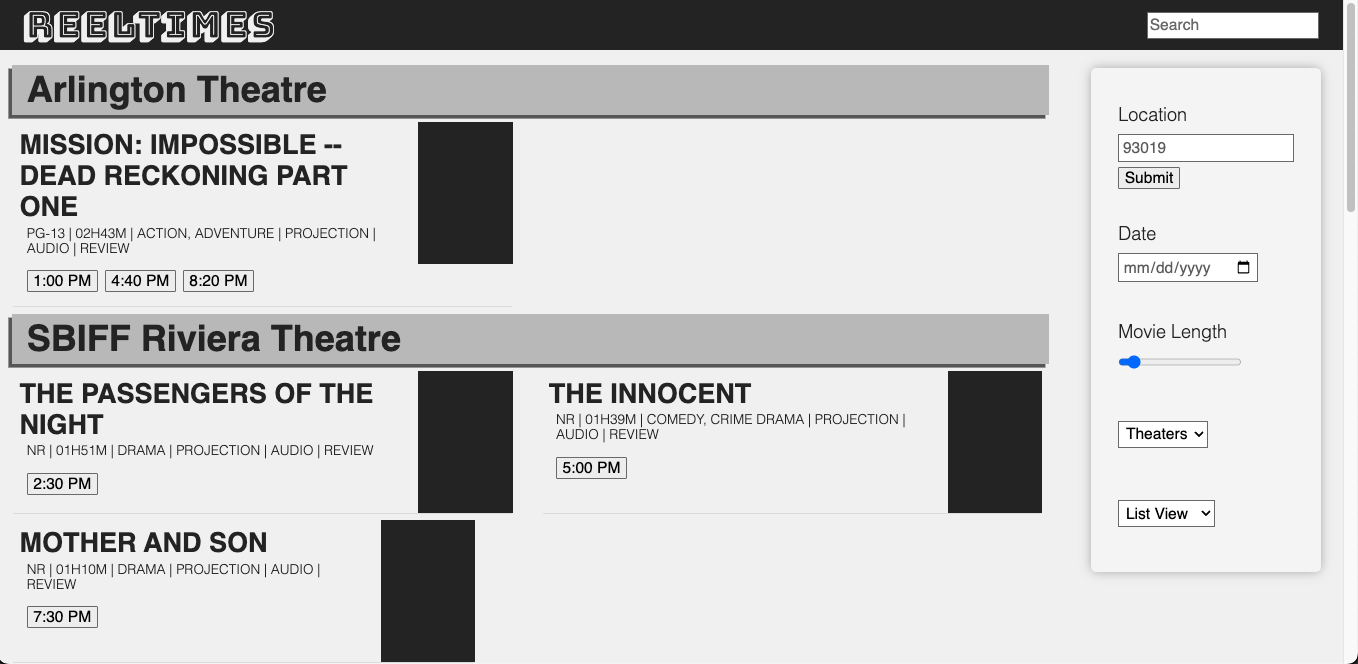 REELTIMES
Search
Arlington Theatre
MISSION: IMPOSSIBLE --
DEAD RECKONING PART
ONE
PG-13 | 02H43M | ACTION, ADVENTURE | PROJECTION |
AUDIO | REVIEW
1:00 PM 4:40 PM 8:20 PM
SBIFF Riviera Theatre
THE PASSENGERS OF THE
NIGHT
NR | 01H51M | DRAMA | PROJECTION | AUDIO | REVIEW
2:30 PM
THE INNOCENT
NR | 01H39M | COMEDY, CRIME DRAMA | PROJECTION |
AUDIO | REVIEW
5:00 PM
MOTHER AND SON
NR | 01H10M | DRAMA | PROJECTION | AUDIO |
REVIEW
7:30 PM
Location
93019
Submit
Date
mm/dd/yyyy
Movie Length
Theaters
List View